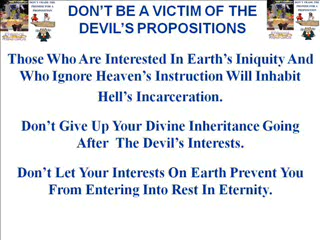 DON'T BE A VICTIM OF THE
DEVIL'S PROPOSITIONS
Those Who Are Interested In Earth's Iniquity And
Who Ignore Heaven's Instruction Will Inhabit
Hell's Incarceration.
Don't Give Up Your Divine Inheritance Going
After The Devil's Interests.
Don't Let Your Interests On Earth Prevent You
From Entering Into Rest In Eternity.